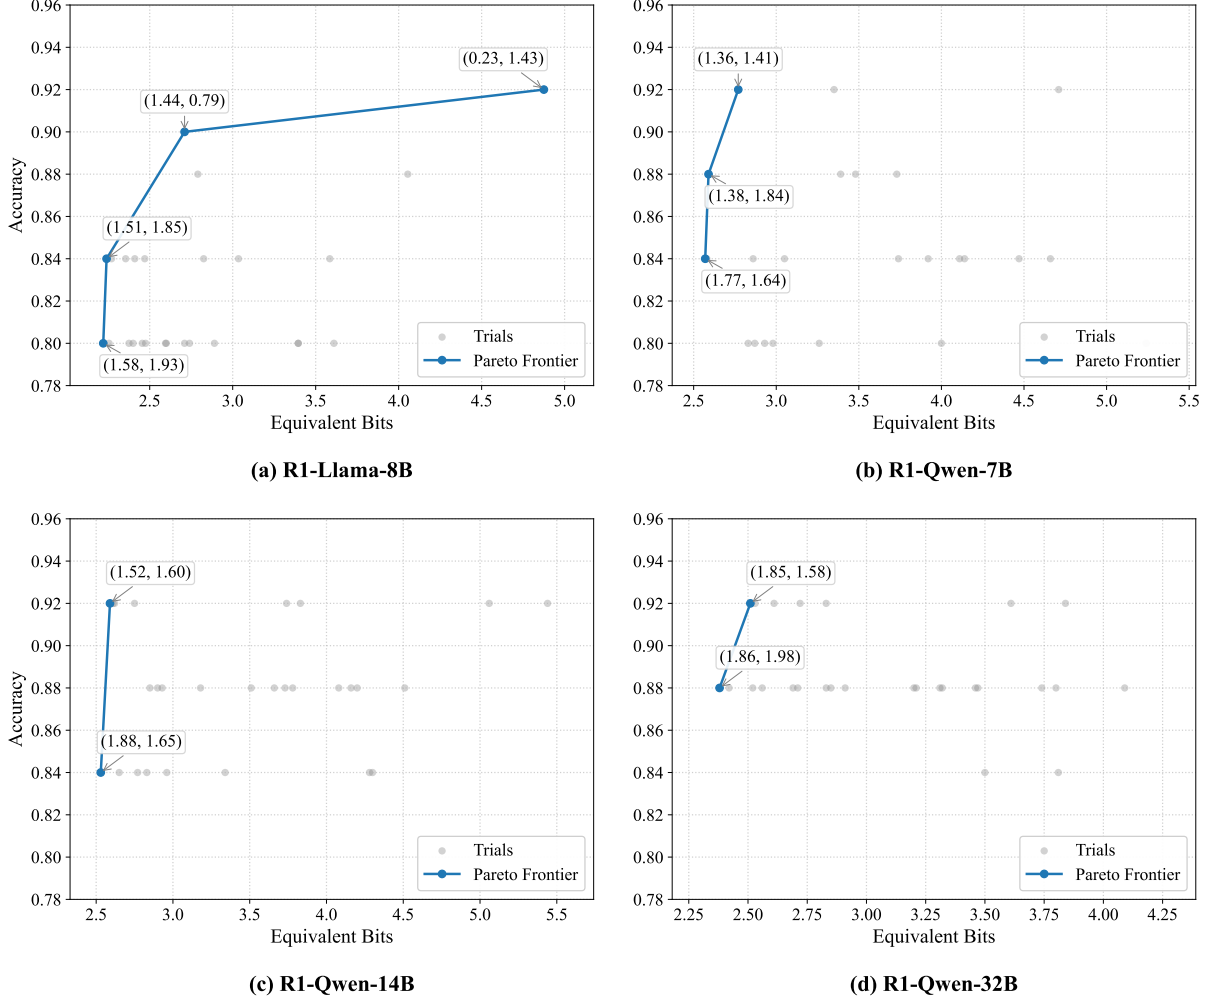 0.96
0.94
0.92
0.90
0.88
0.86
0.84
0.82
0.80
0.78
Accuracy
(0.23, 1.43)
(1.44, 0.79)
(1.51, 1.85)
(1.58, 1.93)
Trials
Pareto Frontier
2.5 3.0 3.5 4.0 4.5 5.0
Equivalent Bits
(a) R1-Llama-8B
0.96
0.94
0.92
0.90
0.88
0.86
0.84
0.82
0.80
0.78
(1.36, 1.41)
(1.38, 1.84)
(1.77, 1.64)
Trials
Pareto Frontier
2.5 3.0 3.5 4.0 4.5 5.0 5.5
Equivalent Bits
(b) R1-Qwen-7B
0.96
0.94
0.92
0.90
0.88
0.86
0.84
0.82
0.80
0.78
Accuracy
(1.52, 1.60)
(1.88, 1.65)
Trials
Pareto Frontier
2.5 3.0 3.5 4.0 4.5 5.0 5.5
Equivalent Bits
(c) R1-Qwen-14B
0.96
0.94
0.92
0.90
0.88
0.86
0.84
0.82
0.80
0.78
(1.85, 1.58)
(1.86, 1.98)
Trials
Pareto Frontier
2.25 2.50 2.75 3.00 3.25 3.50 3.75 4.00 4.25
Equivalent Bits
(d) R1-Qwen-32B